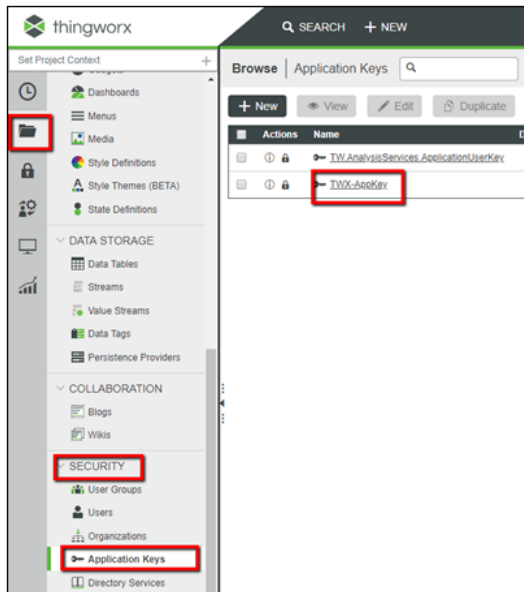 thingworx
SEARCH
+ NEW
Set Project Context +
Browse | Application Keys
+ New
View
Edit
Duplicate
Actions Name
TW.AnalysisServices.ApplicationUserKey
TWX-AppKey
Dashboards
Menus
Media
Style Definitions
Style Themes (BETA)
State Definitions
DATA STORAGE
Data Tables
Streams
Value Streams
Data Tags
Persistence Providers
COLLABORATION
Blogs
Wikis
SECURITY
User Groups
Users
Organizations
Application Keys
Directory Services